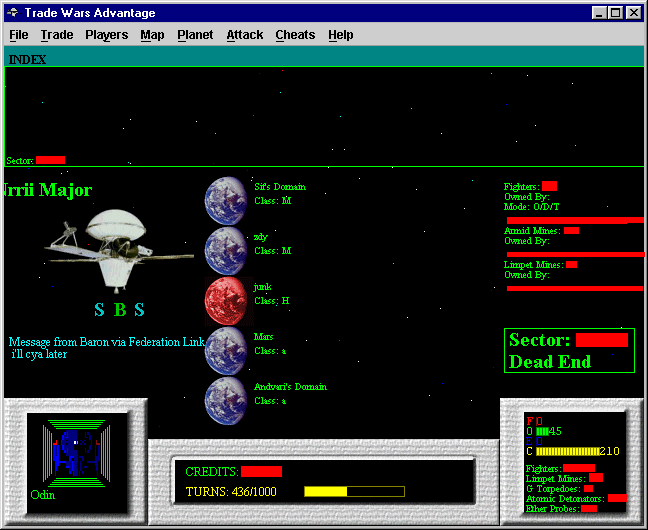 Trade Wars Advantage
File Trade Players Map Planet Attack Cheats Help
INDEX
Sector:
rrii Major
S B S
Message from Baron via Federation Link
i'll cya later
Sif's Domain
Class: M
zdy
Class: M
junk
Class: H
Mars
Class: a
Andvari's Domain
Class: a
Fighters:
Owned By:
Mode: O/D/T
Armid Mines:
Owned By:
Limpet Mines:
Owned By:
Sector:
Dead End
Odin
CREDITS:
TURNS: 436/1000
F 0
O 45
E 0
C 210
Fighters:
Limpet Mines:
G Torpedoes:
Atomic Detonators:
Ether Probes: